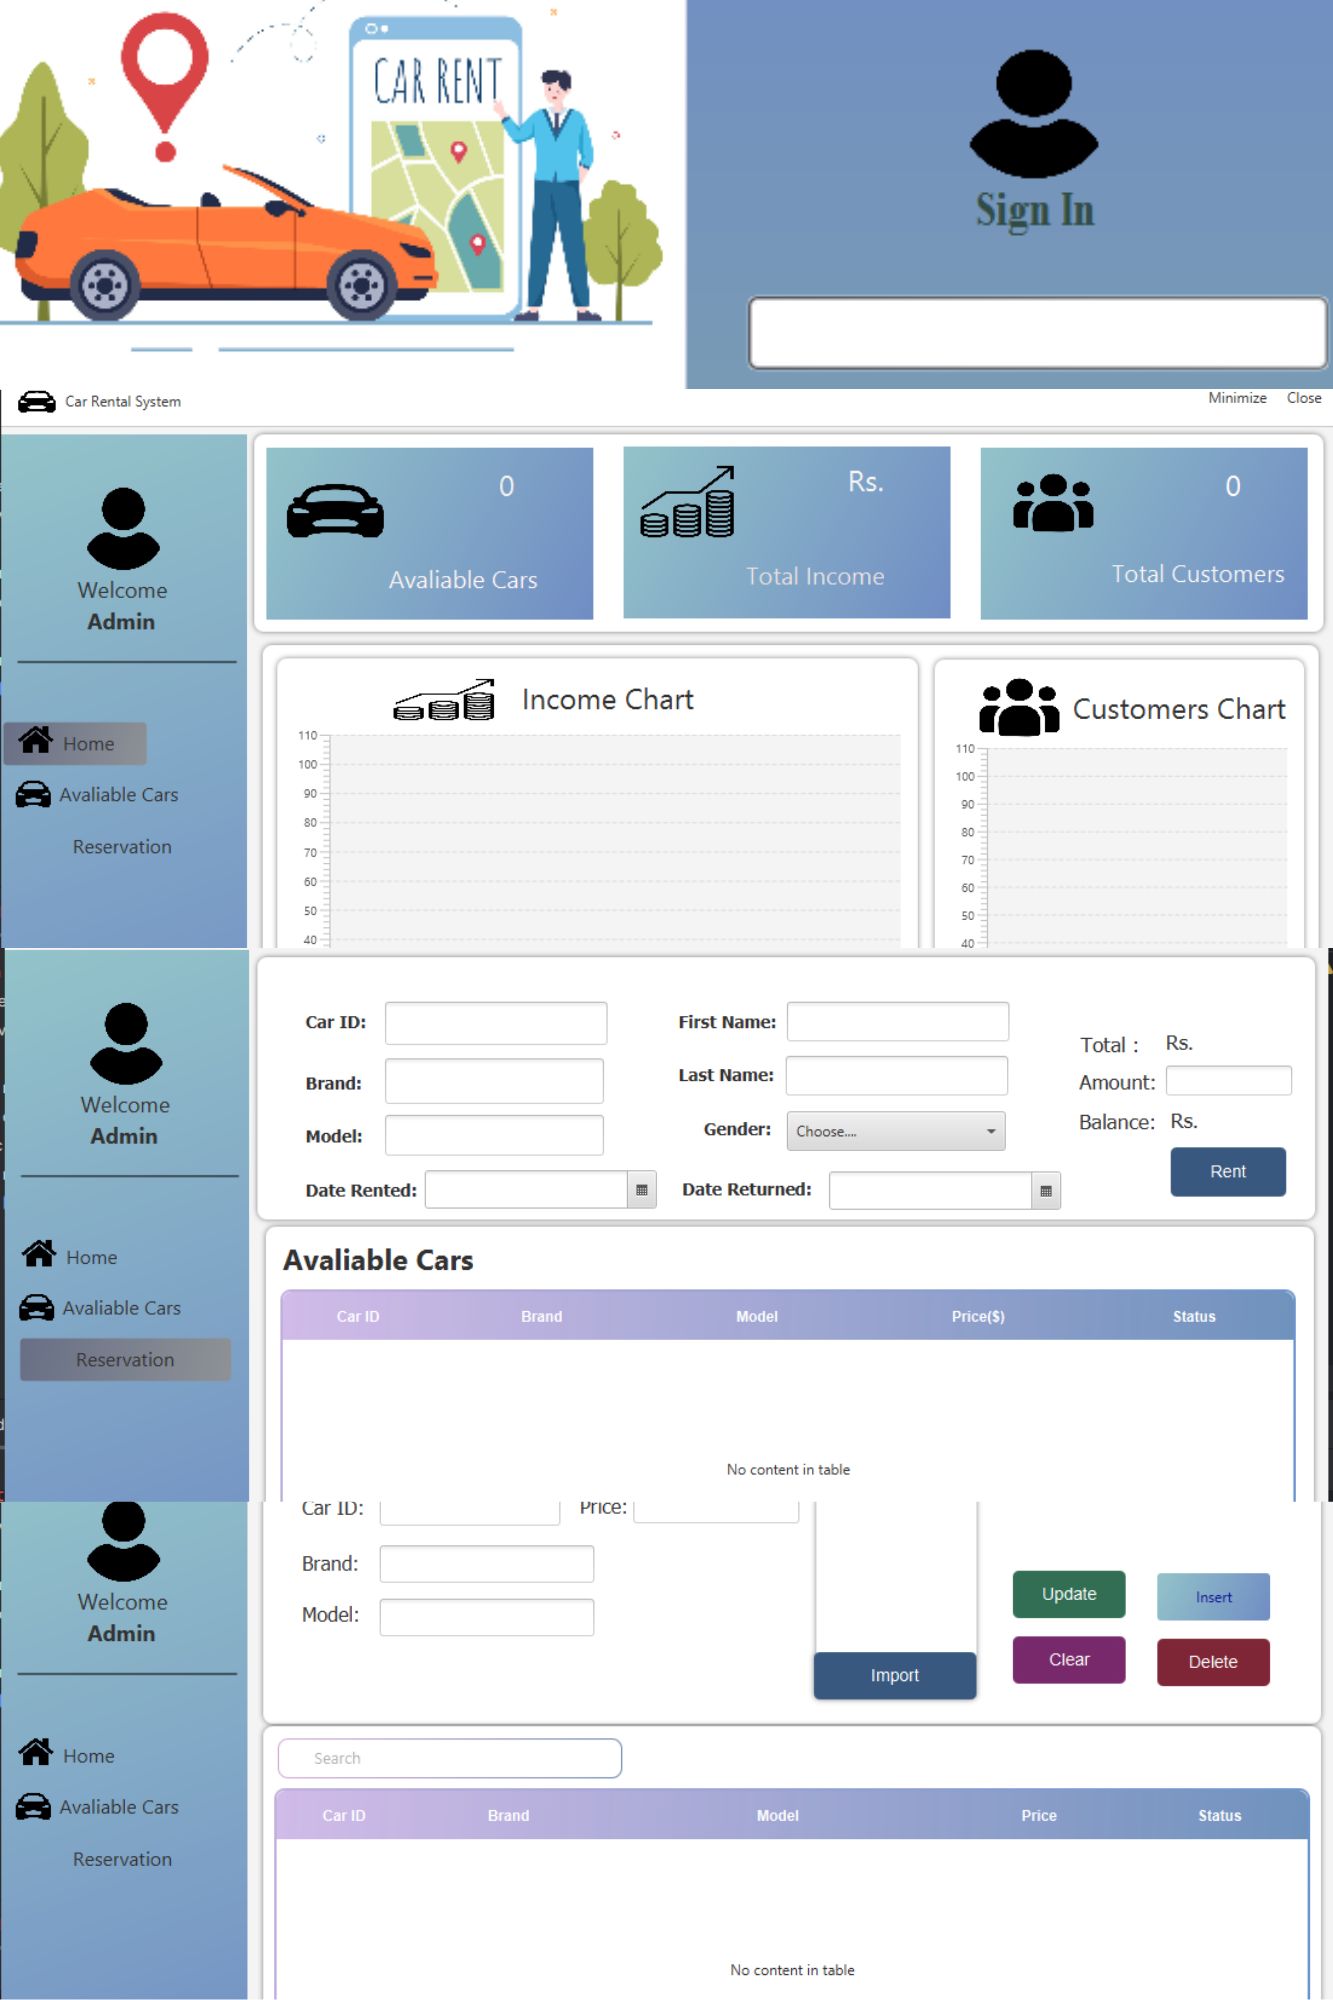 CAR RENT
Sign In
Car Rental System
Minimize Close
Welcome
Admin
Home
Avaliable Cars
Reservation
0
Avaliable Cars
Rs.
Total Income
0
Total Customers
Income Chart
110
100
90
80
70
60
50
40
Customers Chart
110
100
90
80
70
60
50
40
Welcome
Admin
Home
Avaliable Cars
Reservation
Car ID:
Brand:
Model:
Date Rented:
First Name:
Last Name:
Gender: Choose....
Date Returned:
Total : Rs.
Amount:
Balance: Rs.
Rent
Avaliable Cars
Car ID Brand Model Price($) Status
No content in table
Welcome
Admin
Home
Avaliable Cars
Reservation
Car ID: Price:
Brand:
Model:
Import
Update Insert
Clear Delete
Search
Car ID Brand Model Price Status
No content in table